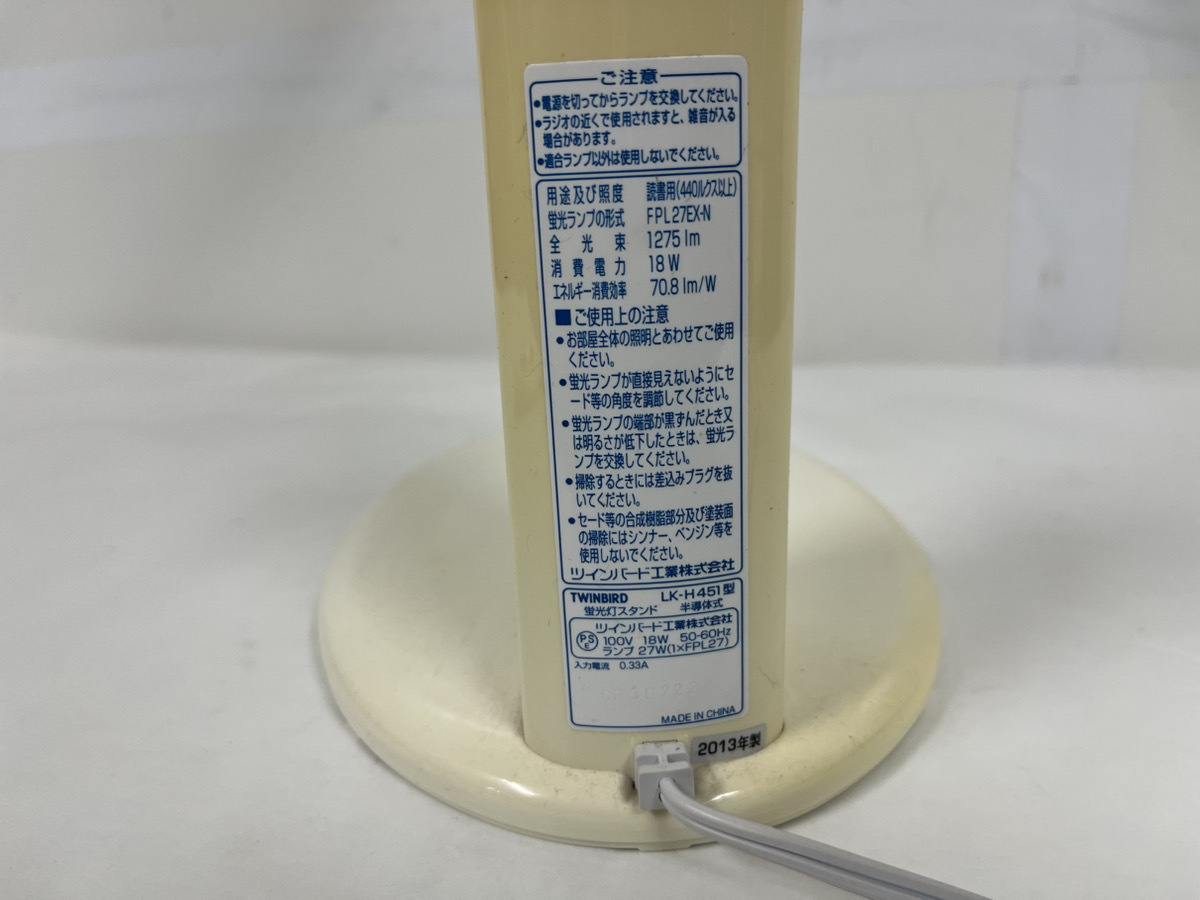 ご注意
●電源を切ってからランプを交換してください。
●ラジオの近くで使用されますと、雑音が入る
場合があります。
●適合ランプ以外は使用しないでください。
用途及び照度 読書用(440ルクス以上)
蛍光ランプの形式 FPL27EX-N
全光束 1275 lm
消費電力 18W
エネルギー消費効率 70.8 lm/W
■ご使用上の注意
●お部屋全体の照明とあわせてご使用
ください。
●蛍光ランプが直接見えないようにセ
ード等の角度を調節してください。
●蛍光ランプの端部が黒ずんだとき又
は明るさが低下したときは、蛍光ラ
ンプを交換してください。
●掃除するときには差込みプラグを抜
いてください。
●セード等の合成樹脂部分及び塗装面
の掃除にはシンナー、ベンジン等を
使用しないでください。
ツインバード工業株式会社
TWINBIRD LK-H451型
蛍光灯スタンド 半導体式
ツインバード工業株式会社
PSE 100V 18W 50-60Hz
ランプ 27W(1×FPL27)
入力電流 0.33A
MADE IN CHINA
2013年製